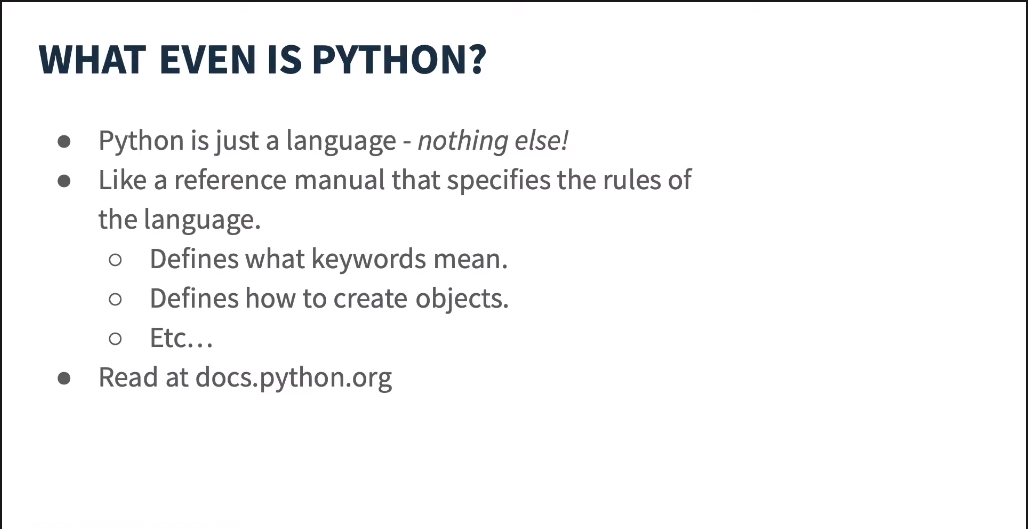 WHAT EVEN IS PYTHON?
● Python is just a language - nothing else!
● Like a reference manual that specifies the rules of
the language.
○ Defines what keywords mean.
○ Defines how to create objects.
○ Etc…
● Read at docs.python.org